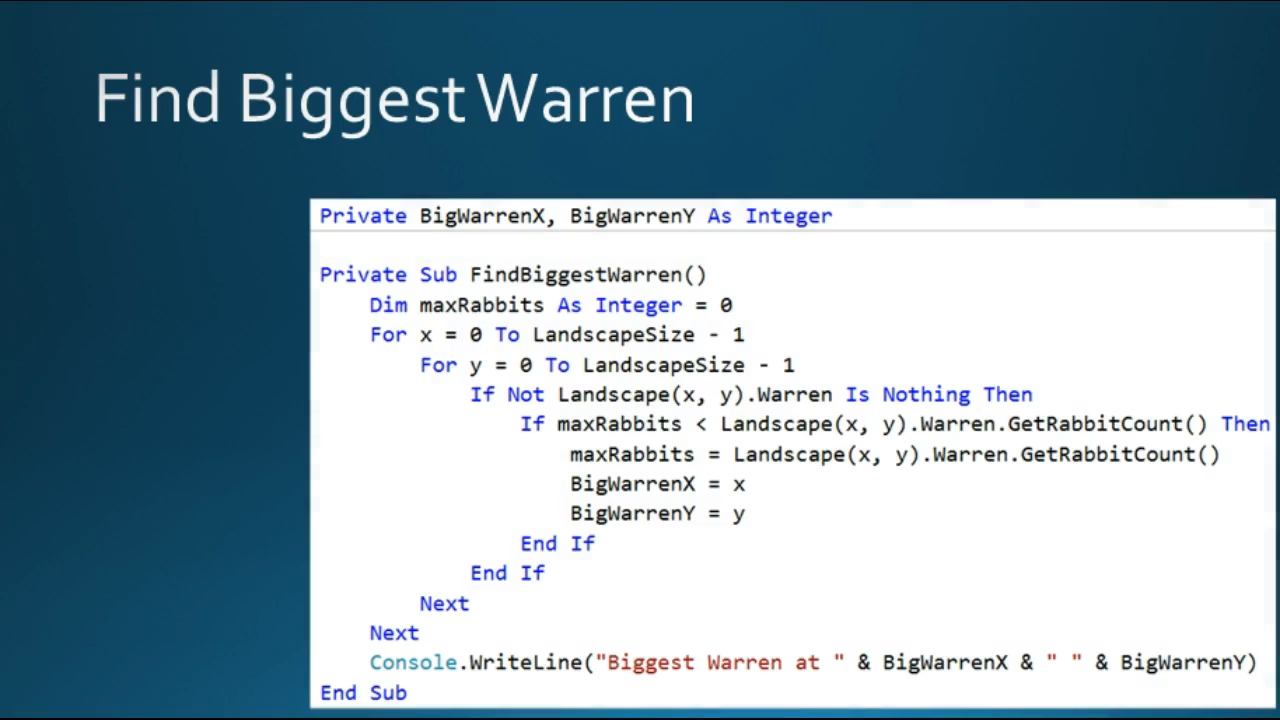 Find Biggest Warren
Private BigWarrenX, BigWarrenY As Integer
Private Sub FindBiggestWarren()
    Dim maxRabbits As Integer = 0
    For x = 0 To LandscapeSize - 1
        For y = 0 To LandscapeSize - 1
            If Not Landscape(x, y).Warren Is Nothing Then
                If maxRabbits < Landscape(x, y).Warren.GetRabbitCount() Then
                    maxRabbits = Landscape(x, y).Warren.GetRabbitCount()
                    BigWarrenX = x
                    BigWarrenY = y
                End If
            End If
        Next
    Next
    Console.WriteLine("Biggest Warren at " & BigWarrenX & " " & BigWarrenY)
End Sub